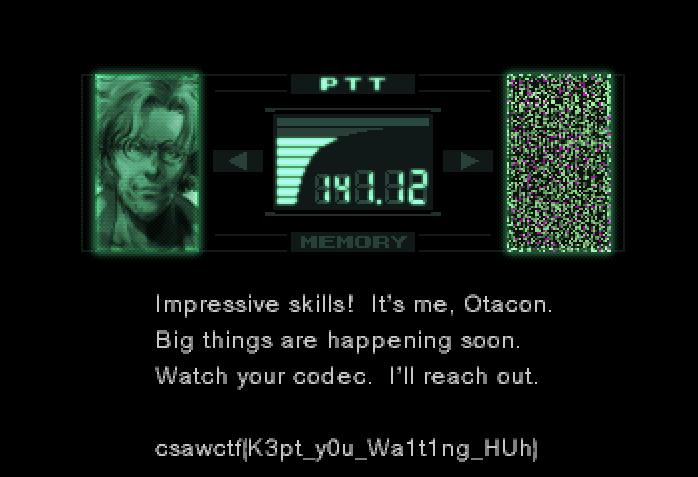 PTT
141.12
MEMORY
Impressive skills!  It's me, Otacon.
Big things are happening soon.
Watch your codec.  I'll reach out.
csawctf{K3pt_y0u_Wa1t1ng_HUh}